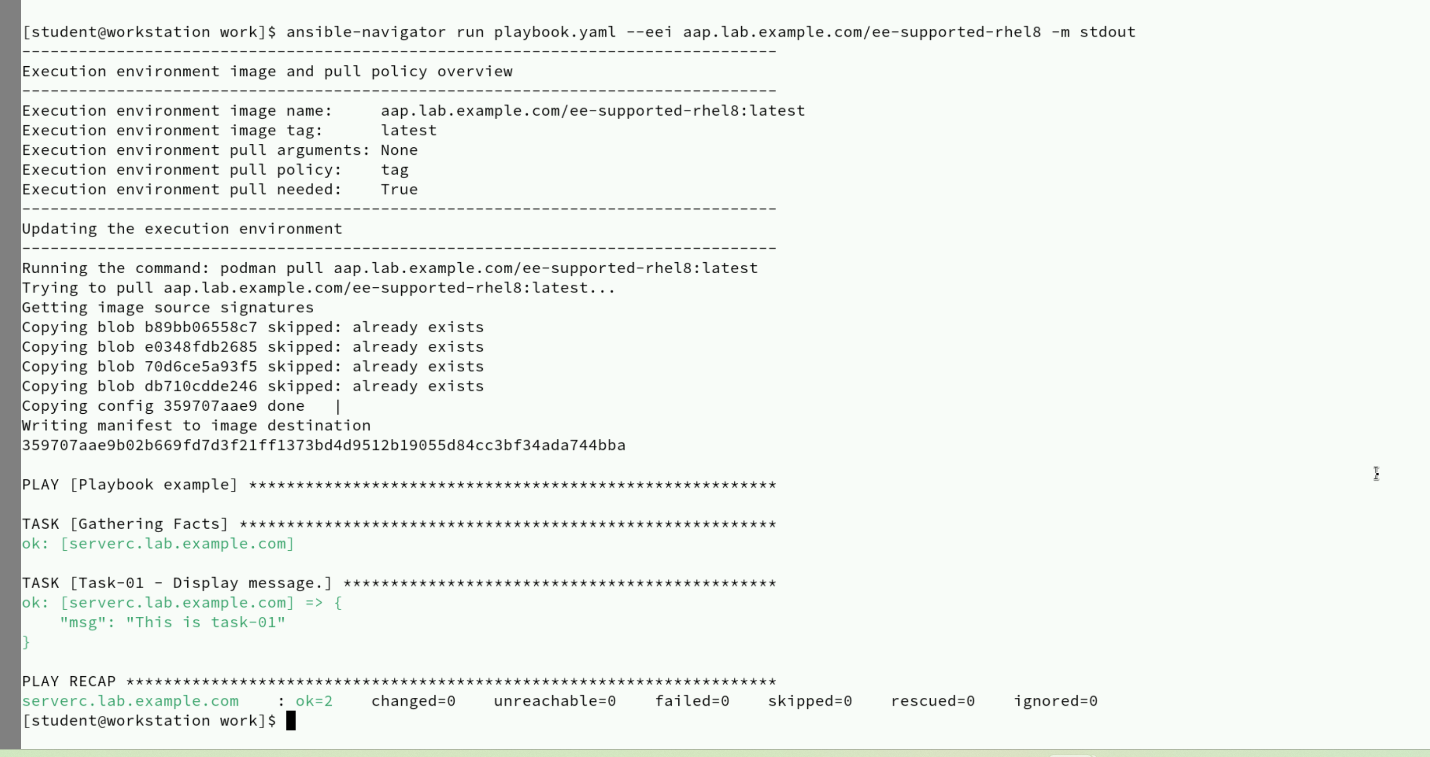 [student@workstation work]$ ansible-navigator run playbook.yaml --eei aap.lab.example.com/ee-supported-rhel8 -m stdout
--------------------------------------------------------------------------------
Execution environment image and pull policy overview
--------------------------------------------------------------------------------
Execution environment image name:     aap.lab.example.com/ee-supported-rhel8:latest
Execution environment image tag:      latest
Execution environment pull arguments: None
Execution environment pull policy:    tag
Execution environment pull needed:    True
--------------------------------------------------------------------------------
Updating the execution environment
--------------------------------------------------------------------------------
Running the command: podman pull aap.lab.example.com/ee-supported-rhel8:latest
Trying to pull aap.lab.example.com/ee-supported-rhel8:latest...
Getting image source signatures
Copying blob b89bb06558c7 skipped: already exists
Copying blob e0348fdb2685 skipped: already exists
Copying blob 70d6ce5a93f5 skipped: already exists
Copying blob db710cdde246 skipped: already exists
Copying config 359707aae9 done   |
Writing manifest to image destination
359707aae9b02b669fd7d3f21ff1373bd4d9512b19055d84cc3bf34ada744bba
PLAY [Playbook example] ********************************************************
TASK [Gathering Facts] *********************************************************
ok: [serverc.lab.example.com]
TASK [Task-01 - Display message.] **********************************************
ok: [serverc.lab.example.com] => {
    "msg": "This is task-01"
}
PLAY RECAP *********************************************************************
serverc.lab.example.com    : ok=2    changed=0    unreachable=0    failed=0    skipped=0    rescued=0    ignored=0
[student@workstation work]$